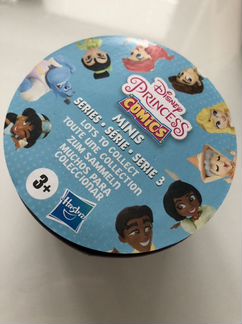 Disney
PRINCESS
COMICS
MINIS
SERIES • SERIE • SERIE 3
LOTS TO COLLECT
TOUTE UNE COLLECTION
ZUM SAMMELN
MUCHOS PARA
COLECCIONAR
3+
Hasbro